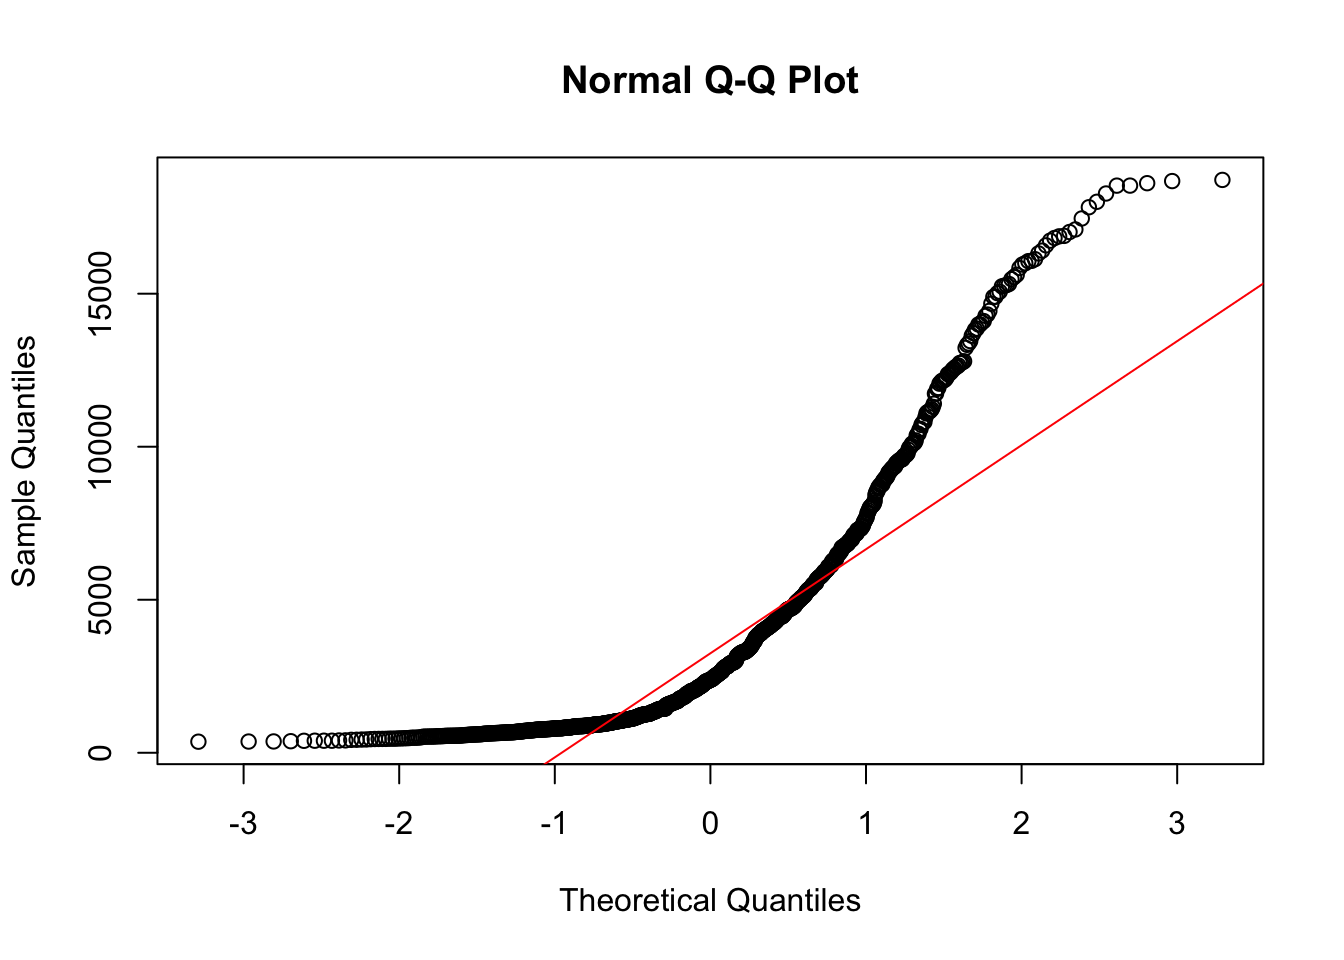 Normal Q-Q Plot
Sample Quantiles
15000
10000
5000
0
-3 -2 -1 0 1 2 3
Theoretical Quantiles